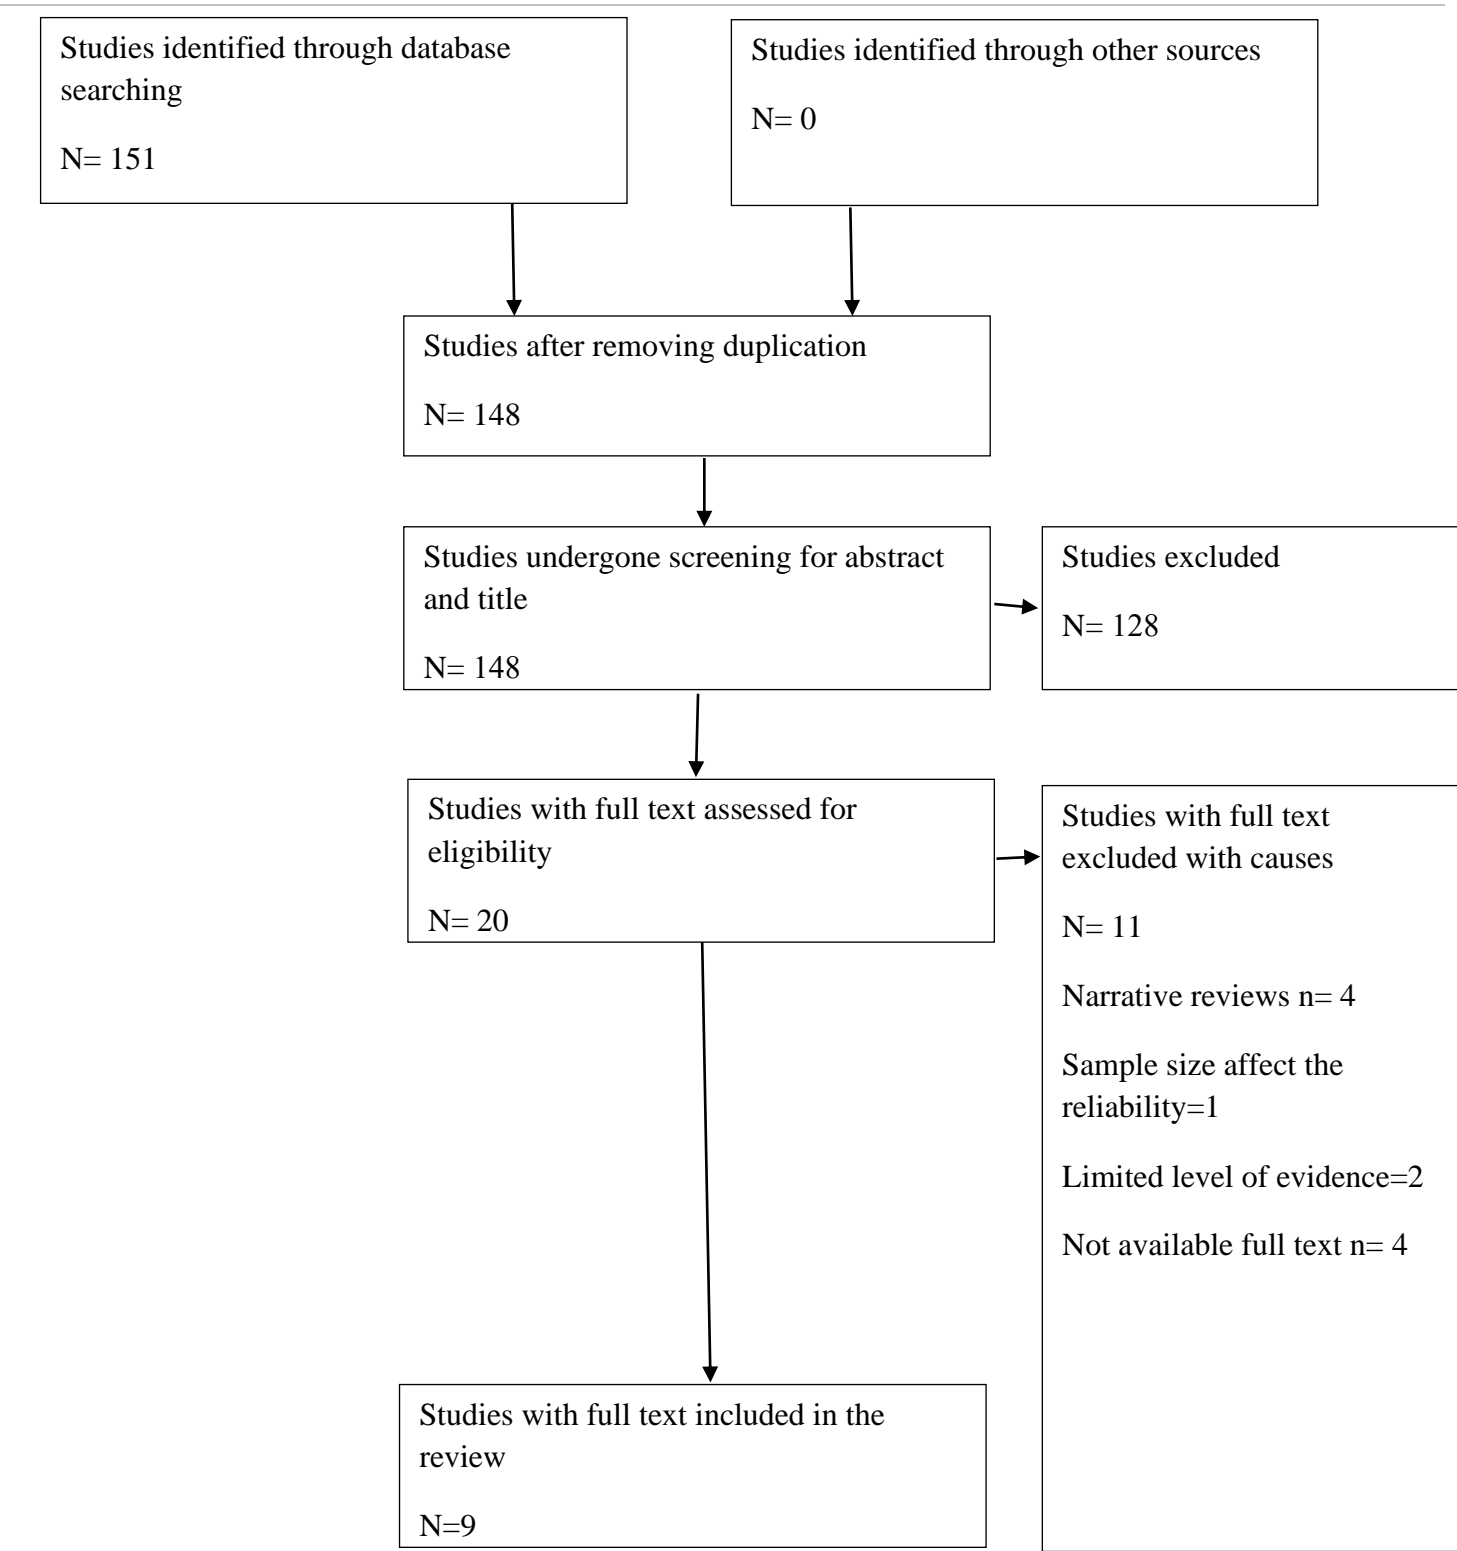 Studies identified through database
searching
N= 151
Studies identified through other sources
N= 0
Studies after removing duplication
N= 148
Studies undergone screening for abstract
and title
N= 148
Studies excluded
N= 128
Studies with full text assessed for
eligibility
N= 20
Studies with full text
excluded with causes
N= 11
Narrative reviews n= 4
Sample size affect the
reliability=1
Limited level of evidence=2
Not available full text n= 4
Studies with full text included in the
review
N=9